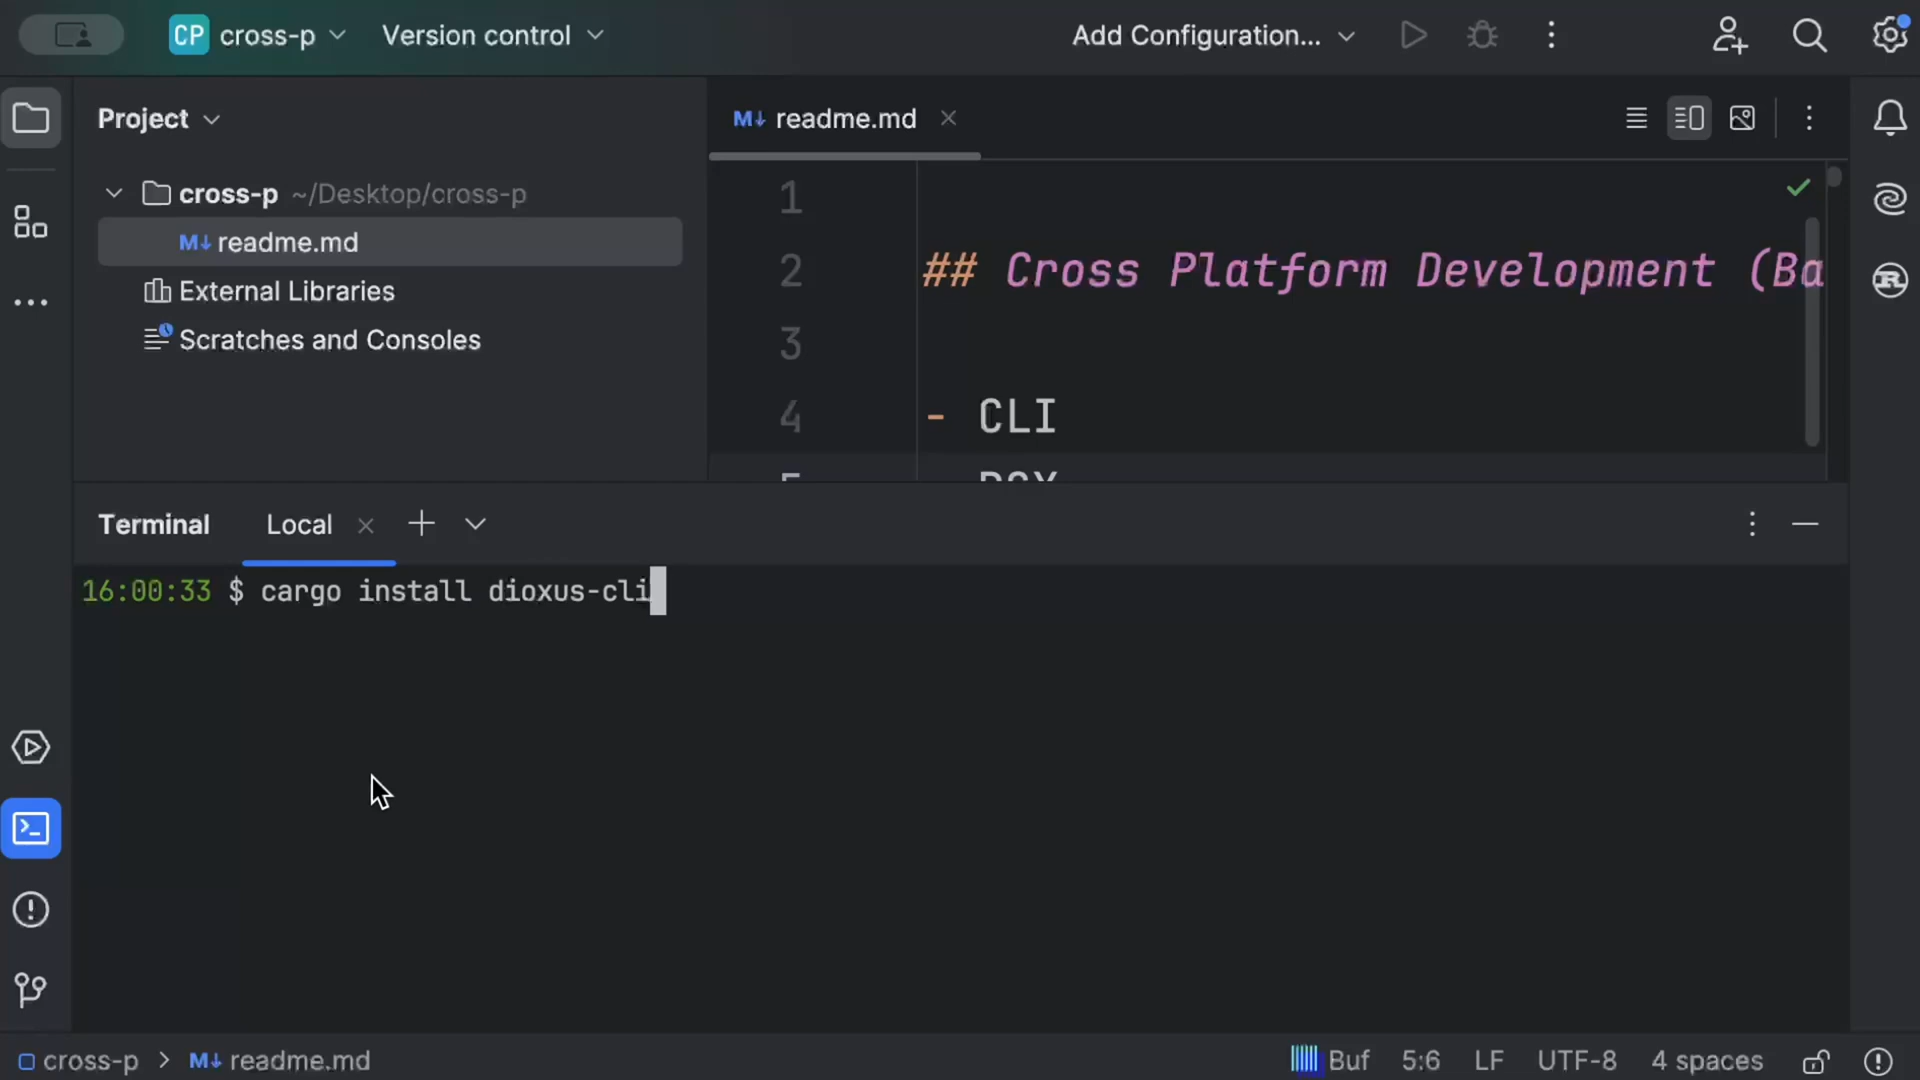 CP cross-p Version control Add Configuration...
Project
readme.md
cross-p ~/Desktop/cross-p
readme.md
External Libraries
Scratches and Consoles
1
2 ## Cross Platform Development (Ba
3
4 - CLI
Terminal Local
16:00:33 $ cargo install dioxus-cli
cross-p > readme.md Buf 5:6 LF UTF-8 4 spaces